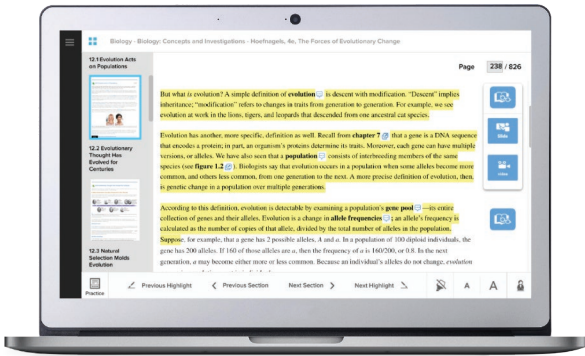 Biology - Biology: Concepts and Investigations - Hoefnagels, 4e, The Forces of Evolutionary Change
Page 238 / 826
12.1 Evolution Acts
on Populations
12.2 Evolutionary
Thought Has
Evolved for
Centuries
12.3 Natural
Selection Molds
Evolution
But what is evolution? A simple definition of evolution is descent with modification. "Descent" implies
inheritance; "modification" refers to changes in traits from generation to generation. For example, we see
evolution at work in the lions, tigers, and leopards that descended from one ancestral cat species.
Evolution has another, more specific, definition as well. Recall from chapter 7 that a gene is a DNA sequence
that encodes a protein; in part, an organism's proteins determine its traits. Moreover, each gene can have multiple
versions, or alleles. We have also seen that a population consists of interbreeding members of the same
species (see figure 1.2). Biologists say that evolution occurs in a population when some alleles become more
common, and others less common, from one generation to the next. A more precise definition of evolution, then,
is genetic change in a population over multiple generations.
According to this definition, evolution is detectable by examining a population's gene pool—its entire
collection of genes and their alleles. Evolution is a change in allele frequencies; an allele's frequency is
calculated as the number of copies of that allele, divided by the total number of alleles in the population.
Suppose, for example, that a gene has 2 possible alleles, A and a. In a population of 100 diploid individuals, the
gene has 200 alleles. If 160 of those alleles are a, then the frequency of a is 160/200, or 0.8. In the next
generation, a may become either more or less common. Because an individual's alleles do not change, evolution
Slide
Video
Practice
Previous Highlight
Previous Section
Next Section
Next Highlight
A
A